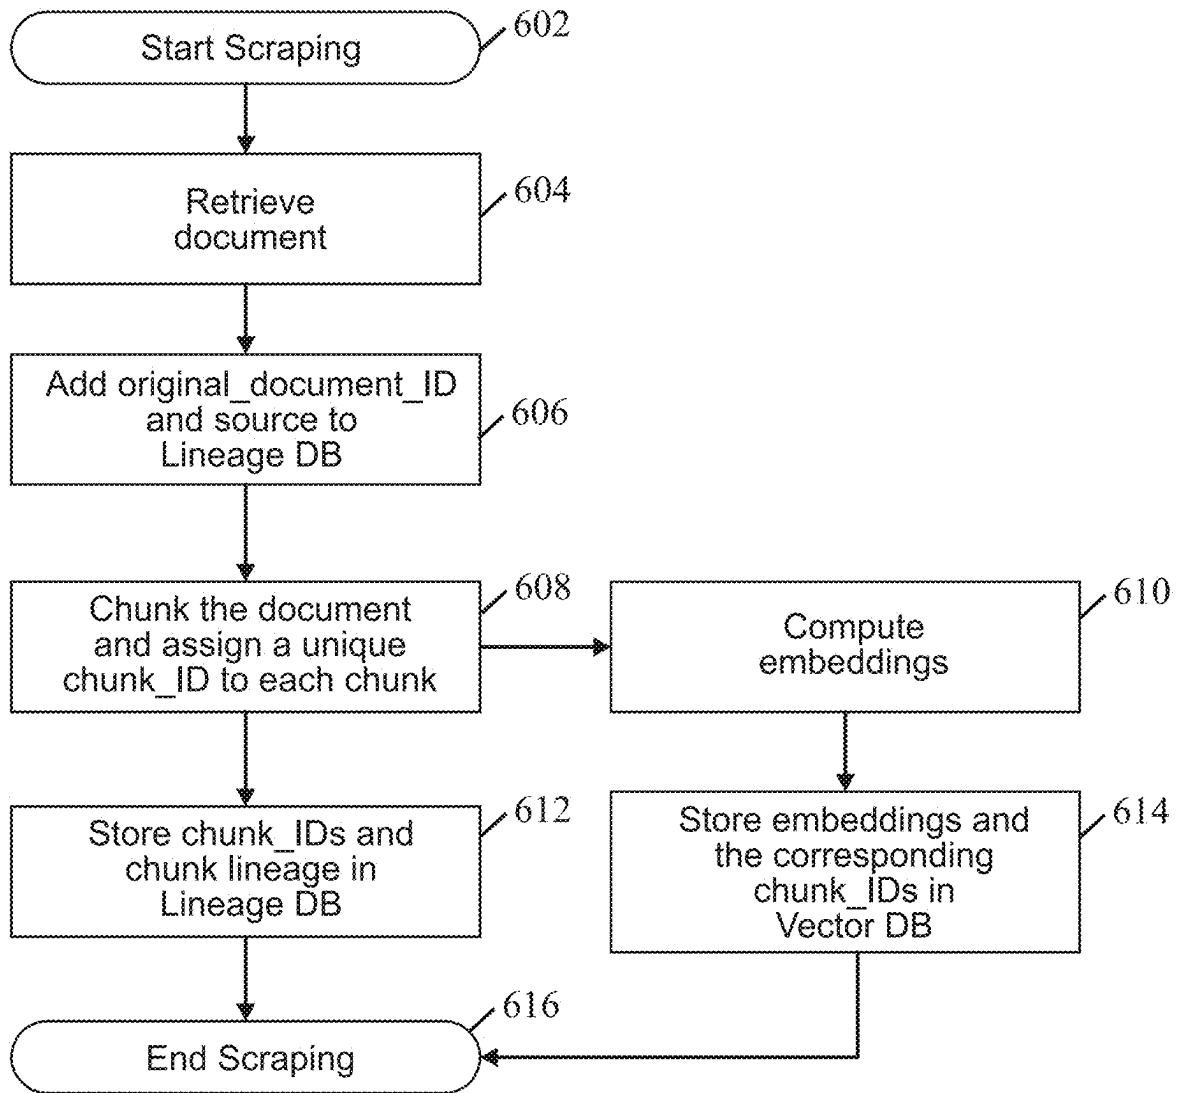 Start Scraping
602
Retrieve
document
604
Add original_document_ID
and source to
Lineage DB
606
Chunk the document
and assign a unique
chunk_ID to each chunk
608
Compute
embeddings
610
Store chunk_IDs and
chunk lineage in
Lineage DB
612
Store embeddings and
the corresponding
chunk_IDs in
Vector DB
614
End Scraping
616